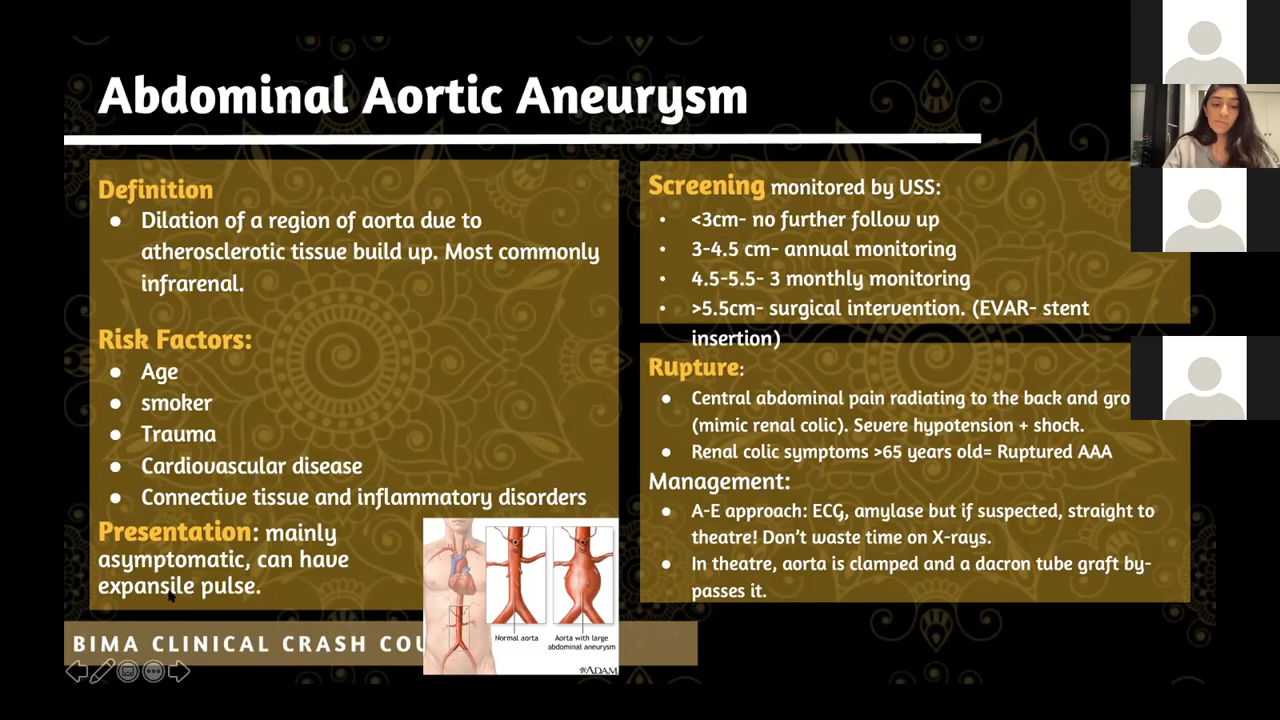 Abdominal Aortic Aneurysm
Definition
● Dilation of a region of aorta due to
atherosclerotic tissue build up. Most commonly
infrarenal.
Risk Factors:
● Age
● smoker
● Trauma
● Cardiovascular disease
● Connective tissue and inflammatory disorders
Presentation: mainly
asymptomatic, can have
expansile pulse.
Normal aorta
Aorta with large
abdominal aneurysm
ADAM
BIMA CLINICAL CRASH COU
Screening monitored by USS:
• <3cm- no further follow up
• 3-4.5 cm- annual monitoring
• 4.5-5.5- 3 monthly monitoring
• >5.5cm- surgical intervention. (EVAR- stent
insertion)
Rupture:
● Central abdominal pain radiating to the back and gro
(mimic renal colic). Severe hypotension + shock.
● Renal colic symptoms >65 years old= Ruptured AAA
Management:
● A-E approach: ECG, amylase but if suspected, straight to
theatre! Don't waste time on X-rays.
● In theatre, aorta is clamped and a dacron tube graft by-
passes it.